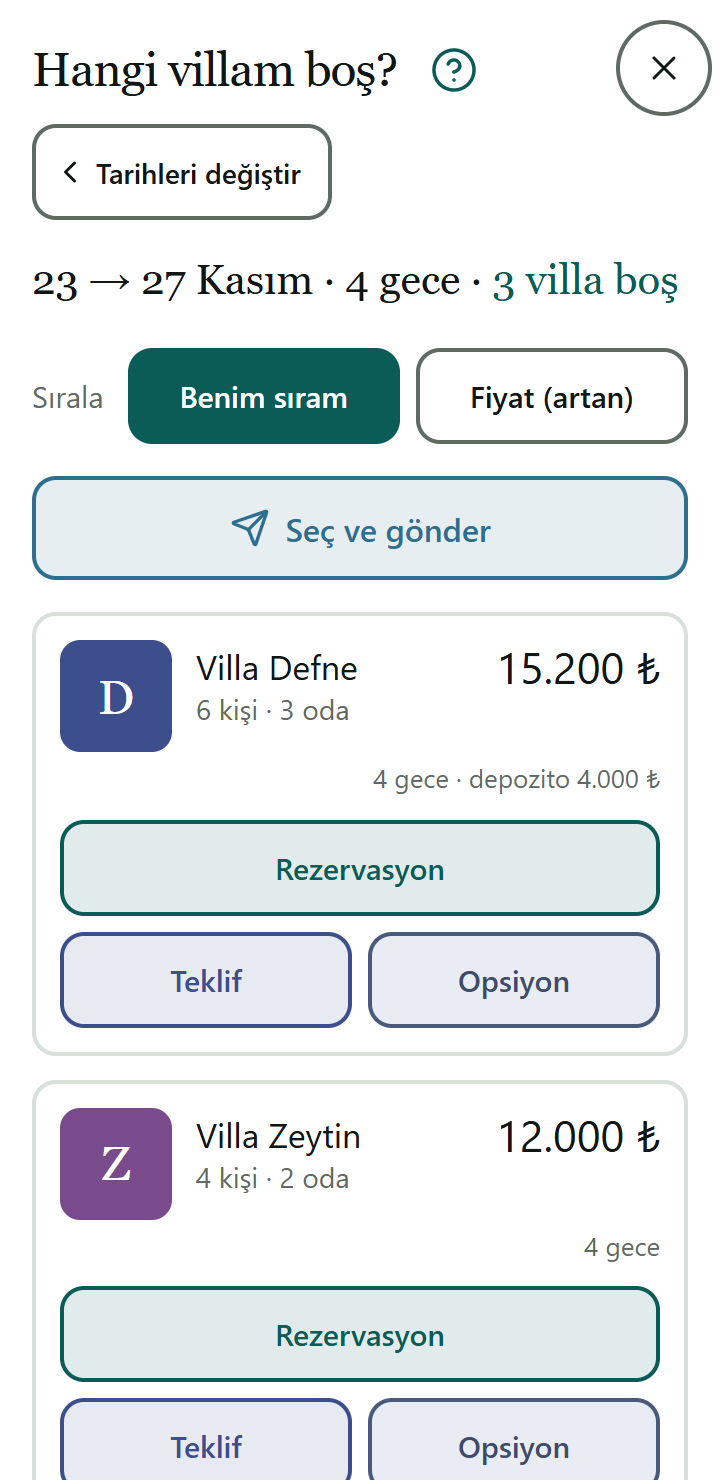 Hangi villam boş?
Tarihleri değiştir
23 → 27 Kasım · 4 gece · 3 villa boş
Sırala Benim sıram Fiyat (artan)
Seç ve gönder
D Villa Defne 15.200 ₺
6 kişi · 3 oda
4 gece · depozito 4.000 ₺
Rezervasyon
Teklif Opsiyon
Z Villa Zeytin 12.000 ₺
4 kişi · 2 oda
4 gece
Rezervasyon
Teklif Opsiyon